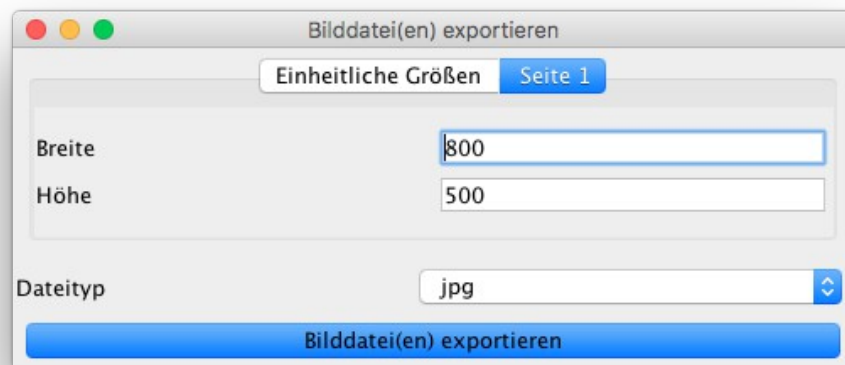 Bilddatei(en) exportieren
Einheitliche Größen Seite 1
Breite 800
Höhe 500
Dateityp jpg
Bilddatei(en) exportieren